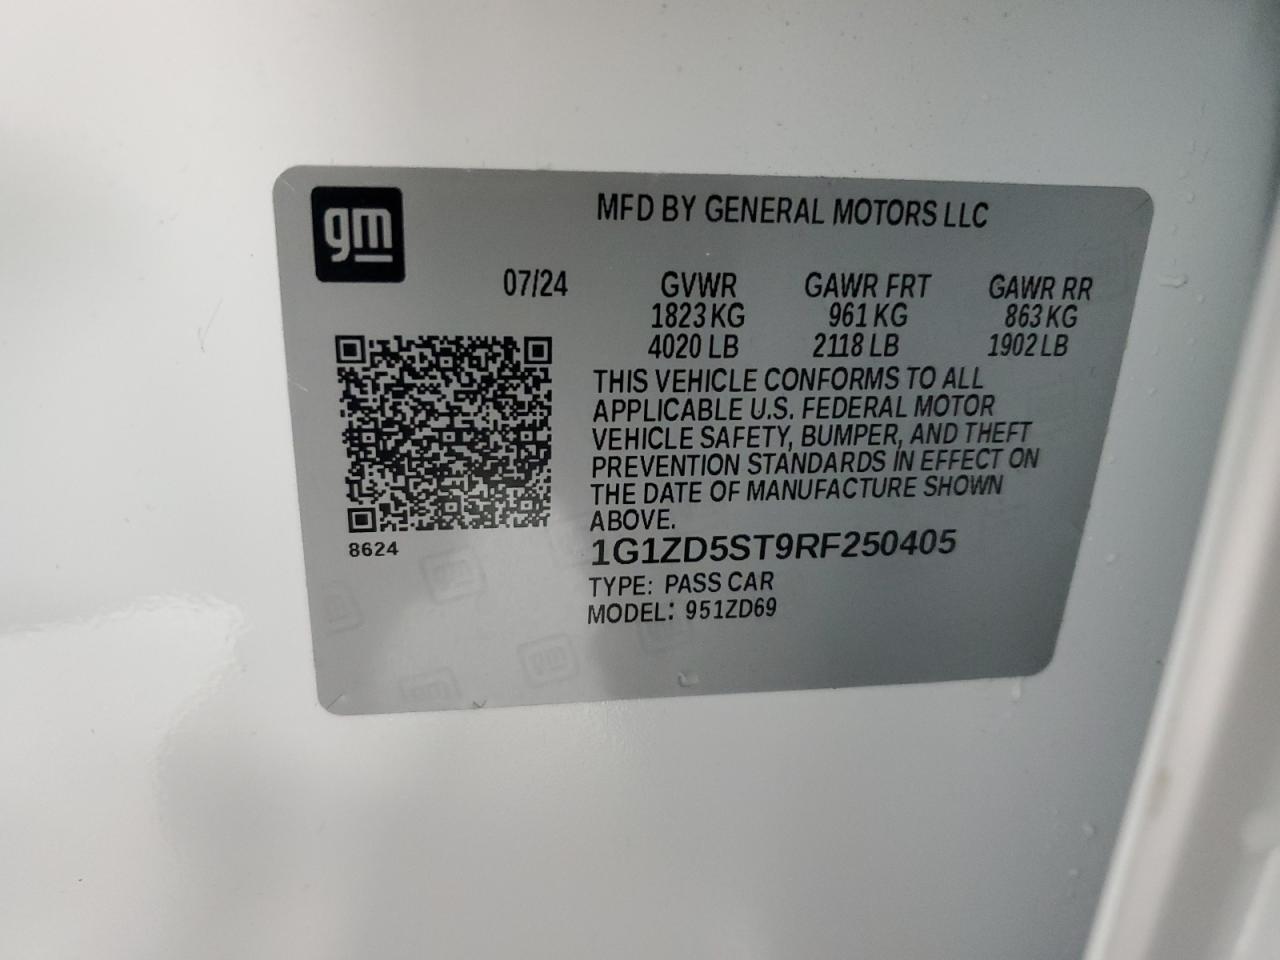 gm
MFD BY GENERAL MOTORS LLC
07/24 GVWR GAWR FRT GAWR RR
1823 KG 961 KG 863 KG
4020 LB 2118 LB 1902 LB
THIS VEHICLE CONFORMS TO ALL
APPLICABLE U.S. FEDERAL MOTOR
VEHICLE SAFETY, BUMPER, AND THEFT
PREVENTION STANDARDS IN EFFECT ON
THE DATE OF MANUFACTURE SHOWN
ABOVE.
8624
1G1ZD5ST9RF250405
TYPE: PASS CAR
MODEL: 951ZD69